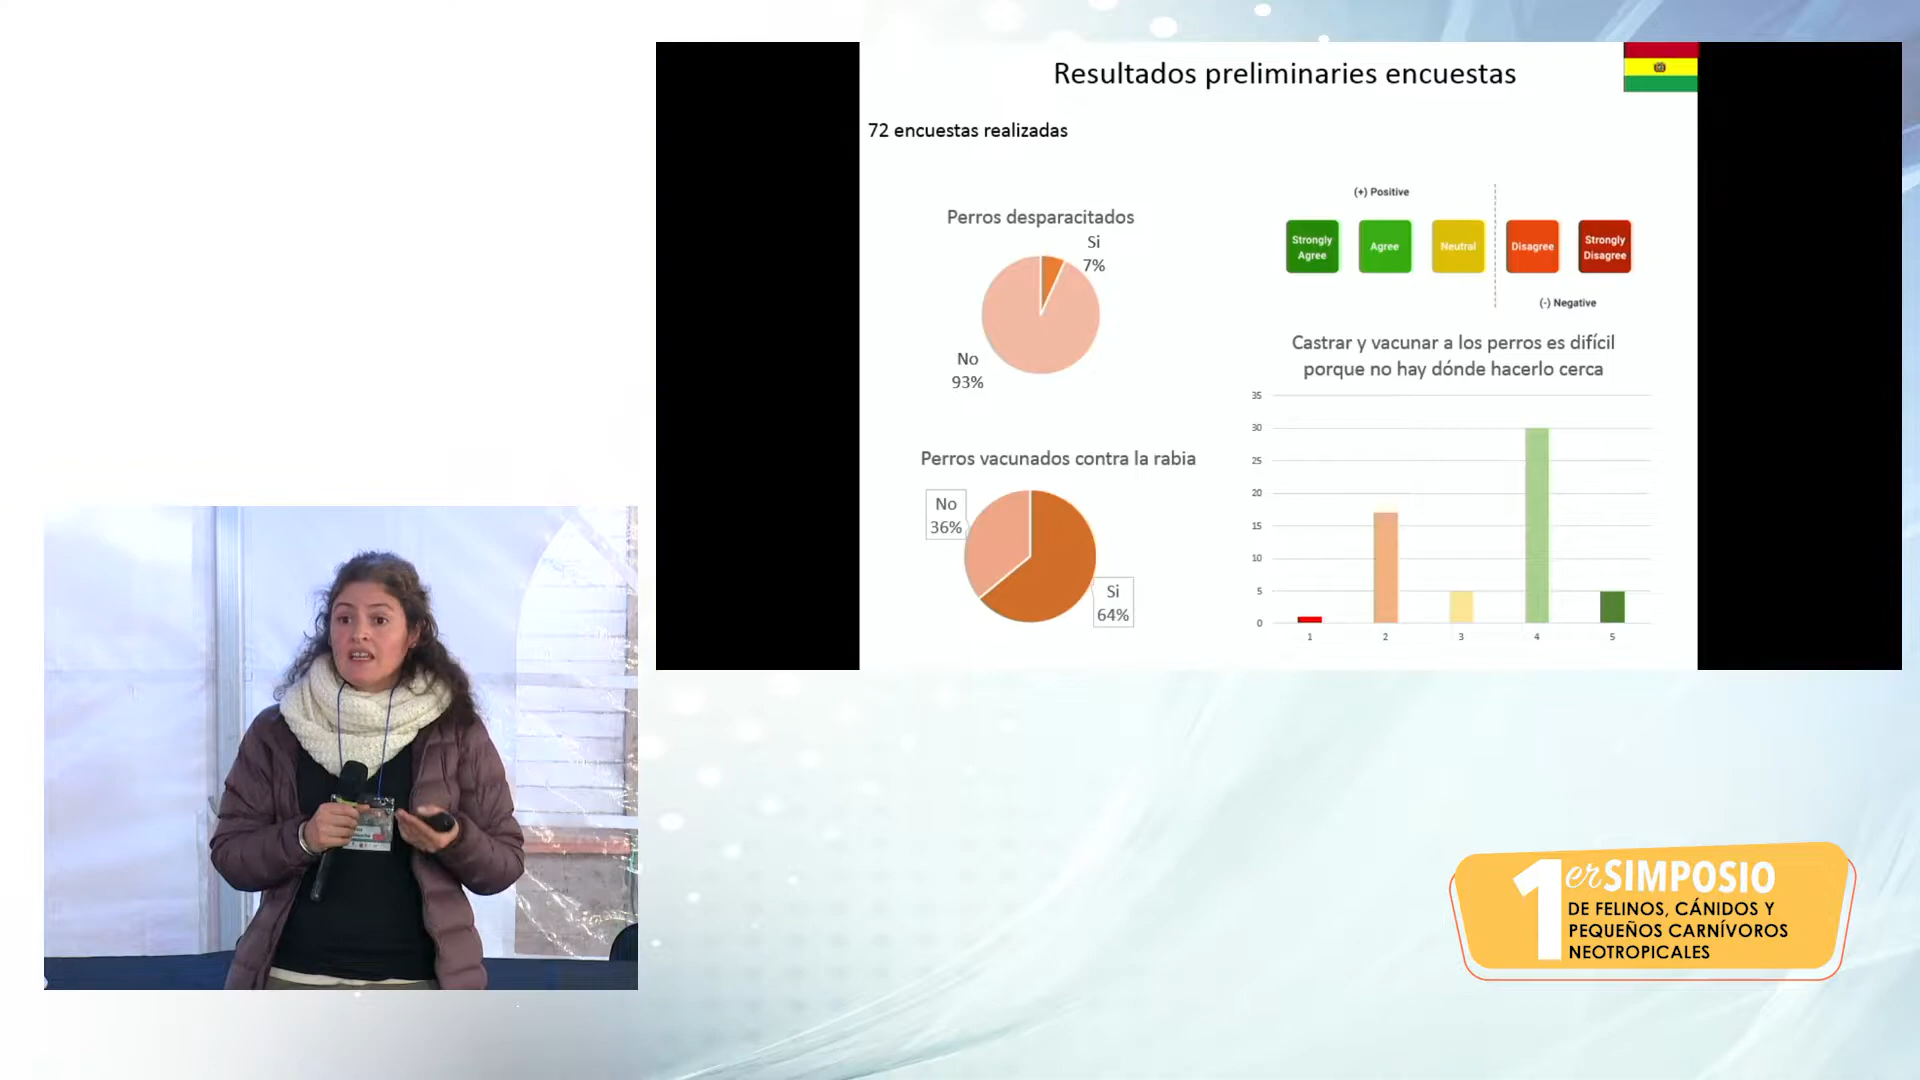 Resultados preliminaries encuestas
72 encuestas realizadas
Perros desparacitados
Si
7%
No
93%
Perros vacunados contra la rabia
No
36%
Si
64%
(+) Positive
Strongly
Agree
Agree
Neutral
Disagree
Strongly
Disagree
(-) Negative
Castrar y vacunar a los perros es difícil
porque no hay dónde hacerlo cerca
35
30
25
20
15
10
5
0
1 2 3 4 5
1er SIMPOSIO
DE FELINOS, CÁNIDOS Y
PEQUEÑOS CARNÍVOROS
NEOTROPICALES